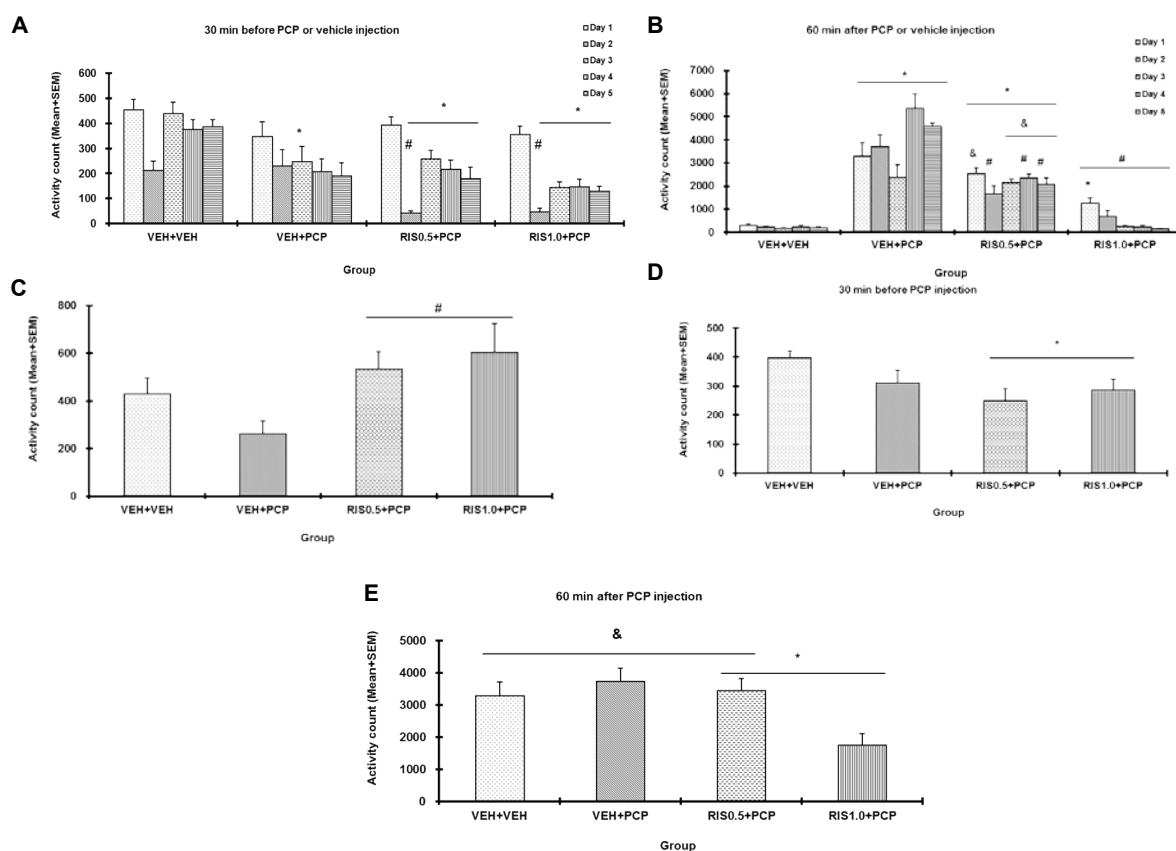 A
30 min before PCP or vehicle injection
Day 1
Day 2
Day 3
Day 4
Day 5
Activity count (Mean+SEM)
600
500
400
300
200
100
0
*
#
*
#
*
VEH+VEH
VEH+PCP
RIS0.5+PCP
RIS1.0+PCP
Group
B
60 min after PCP or vehicle injection
Day 1
Day 2
Day 3
Day 4
Day 5
Activity count (Mean+SEM)
7000
6000
5000
4000
3000
2000
1000
0
*
*
&
&
#
#
#
#
*
VEH+VEH
VEH+PCP
RIS0.5+PCP
RIS1.0+PCP
Group
C
Activity count (Mean+SEM)
800
600
400
200
0
#
VEH+VEH
VEH+PCP
RIS0.5+PCP
RIS1.0+PCP
Group
D
30 min before PCP injection
Activity count (Mean+SEM)
500
400
300
200
100
0
*
VEH+VEH
VEH+PCP
RIS0.5+PCP
RIS1.0+PCP
Group
E
60 min after PCP injection
Activity count (Mean+SEM)
5000
4000
3000
2000
1000
0
&
*
VEH+VEH
VEH+PCP
RIS0.5+PCP
RIS1.0+PCP
Group